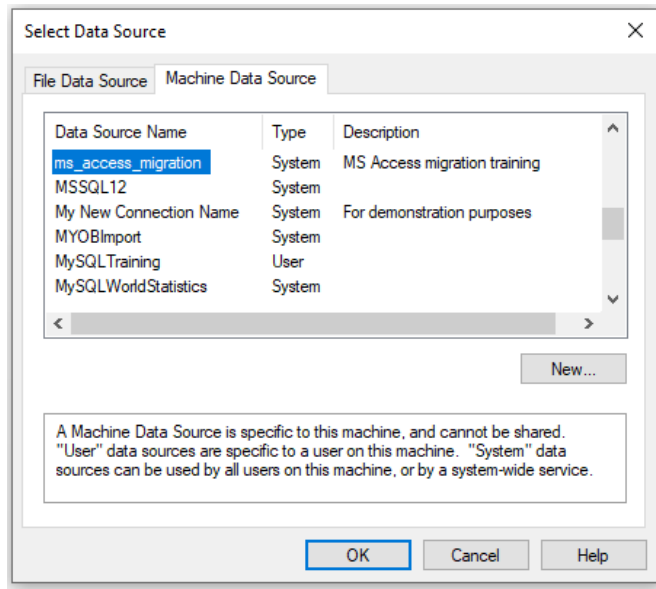 Select Data Source
File Data Source Machine Data Source
Data Source Name Type Description
ms_access_migration System MS Access migration training
MSSQL12 System
My New Connection Name System For demonstration purposes
MYOBImport System
MySQLTraining User
MySQLWorldStatistics System
New...
A Machine Data Source is specific to this machine, and cannot be shared.
"User" data sources are specific to a user on this machine. "System" data
sources can be used by all users on this machine, or by a system-wide service.
OK Cancel Help